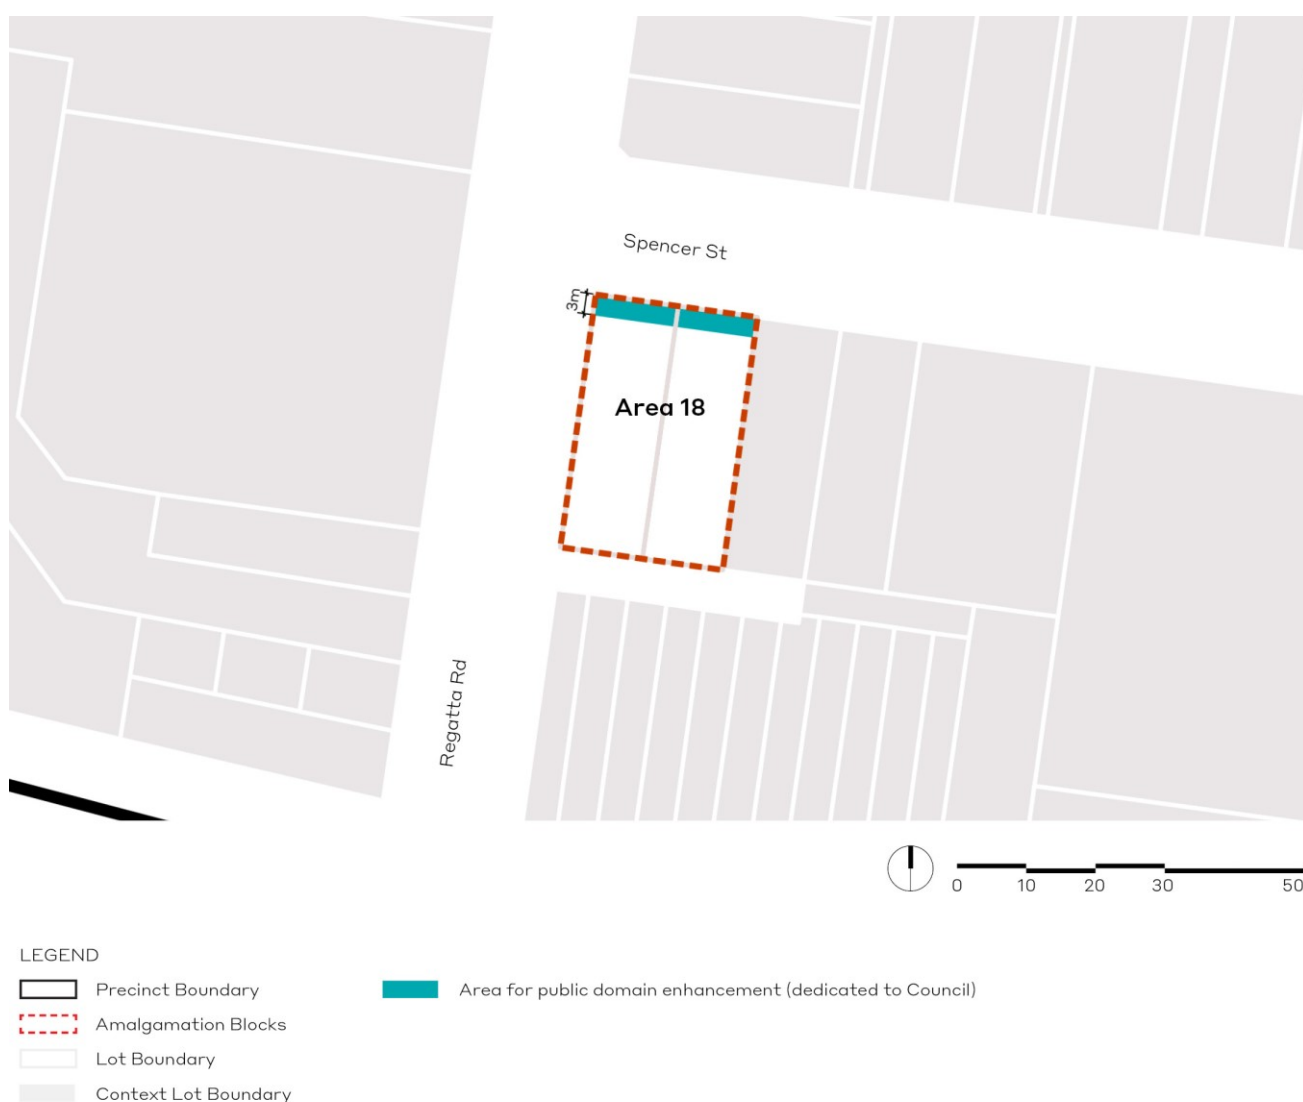 Spencer St
3m
Area 18
Regatta Rd
0 10 20 30 50
LEGEND
Precinct Boundary
Area for public domain enhancement (dedicated to Council)
Amalgamation Blocks
Lot Boundary
Context Lot Boundary